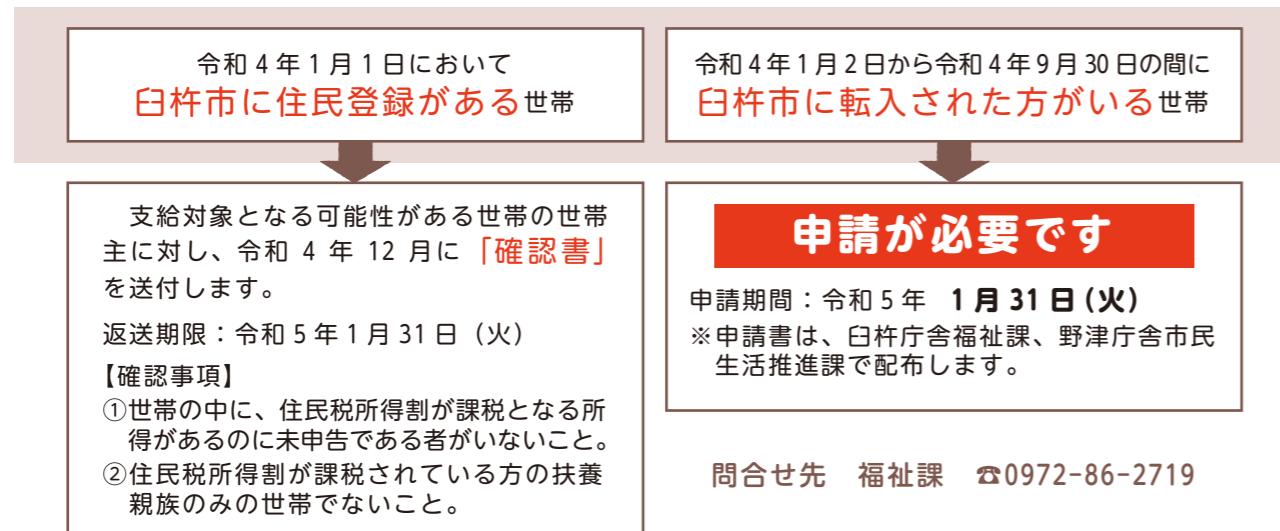 令和4年1月1日において
臼杵市に住民登録がある世帯
支給対象となる可能性がある世帯の世帯
主に対し、令和 4 年 12 月に「確認書」
を送付します。
返送期限：令和5年1月31日（火）
【確認事項】
①世帯の中に、住民税所得割が課税となる所
得があるのに未申告である者がいないこと。
②住民税所得割が課税されている方の扶養
親族のみの世帯でないこと。
令和4年1月2日から令和4年9月30日の間に
臼杵市に転入された方がいる世帯
申請が必要です
申請期間：令和5年　1月31日（火）
※申請書は、臼杵庁舎福祉課、野津庁舎市民
生活推進課で配布します。
問合せ先　福祉課　☎0972-86-2719